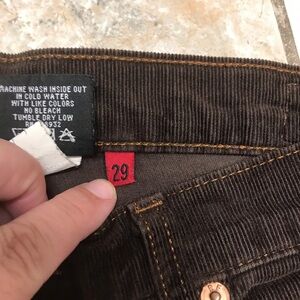 MACHINE WASH INSIDE OUT
IN COLD WATER
WITH LIKE COLORS
NO BLEACH
TUMBLE DRY LOW
29